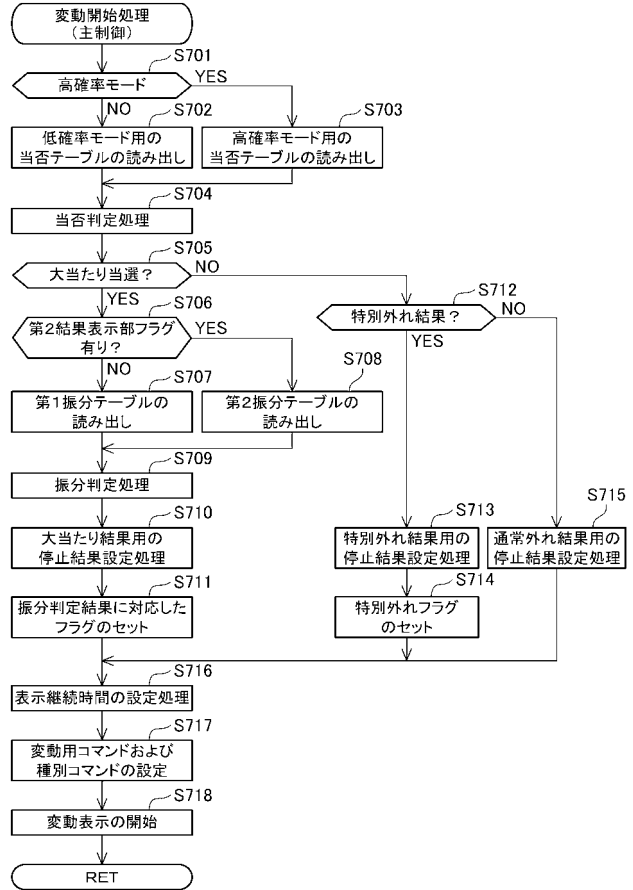 変動開始処理
(主制御)
S701
高確率モード
YES
NO
S702
低確率モード用の
当否テーブルの読み出し
S703
高確率モード用の
当否テーブルの読み出し
S704
当否判定処理
S705
大当たり当選?
NO
YES
S706
第2結果表示部フラグ
有り?
YES
NO
S712
特別外れ結果?
NO
YES
S707
第1振分テーブルの
読み出し
S708
第2振分テーブルの
読み出し
S709
振分判定処理
S710
大当たり結果用の
停止結果設定処理
S713
特別外れ結果用の
停止結果設定処理
S715
通常外れ結果用の
停止結果設定処理
S711
振分判定結果に対応した
フラグのセット
S714
特別外れフラグ
のセット
S716
表示継続時間の設定処理
S717
変動用コマンドおよび
種別コマンドの設定
S718
変動表示の開始
RET